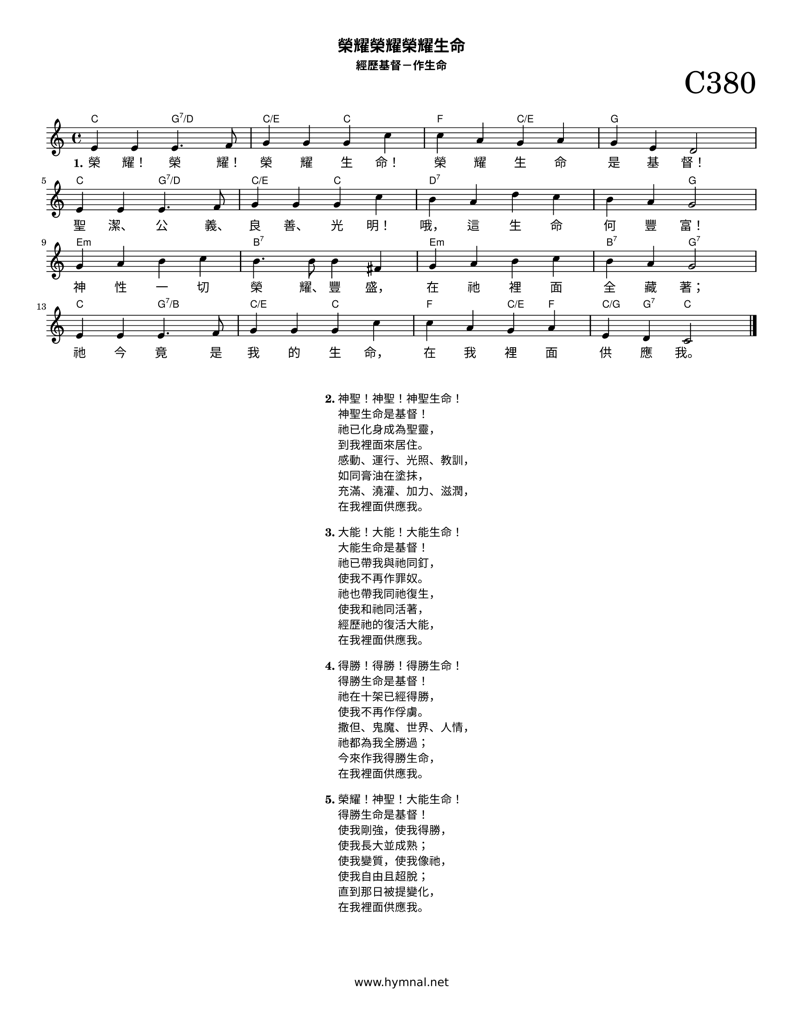 榮耀榮耀榮耀生命
經歷基督－作生命
C380
C G7/D C/E C F C/E G
1. 榮 耀！ 榮 耀！ 榮 耀 生 命！ 榮 耀 生 命 是 基 督！
5 C G7/D C/E C D7 G
聖 潔、 公 義、 良 善、 光 明！ 哦， 這 生 命 何 豐 富！
9 Em B7 Em B7 G7
神 性 一 切 榮 耀、 豐 盛， 在 祂 裡 面 全 藏 著；
13 C G7/B C/E C F C/E F C/G G7 C
祂 今 竟 是 我 的 生 命， 在 我 裡 面 供 應 我。
2. 神聖！神聖！神聖生命！
神聖生命是基督！
祂已化身成為聖靈，
到我裡面來居住。
感動、運行、光照、教訓，
如同膏油在塗抹，
充滿、澆灌、加力、滋潤，
在我裡面供應我。
3. 大能！大能！大能生命！
大能生命是基督！
祂已帶我與祂同釘，
使我不再作罪奴。
祂也帶我同祂復生，
使我和祂同活著，
經歷祂的復活大能，
在我裡面供應我。
4. 得勝！得勝！得勝生命！
得勝生命是基督！
祂在十架已經得勝，
使我不再作俘虜。
撒但、鬼魔、世界、人情，
祂都為我全勝過；
今來作我得勝生命，
在我裡面供應我。
5. 榮耀！神聖！大能生命！
得勝生命是基督！
使我剛強，使我得勝，
使我長大並成熟；
使我變質，使我像祂，
使我自由且超脫；
直到那日被提變化，
在我裡面供應我。
www.hymnal.net